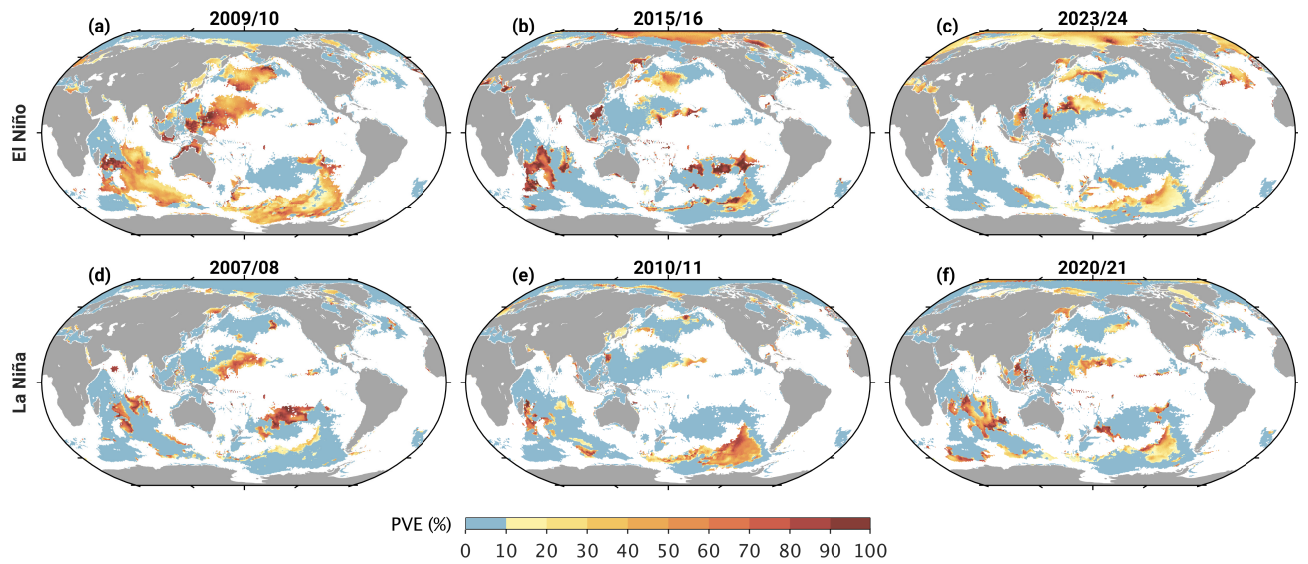 (a) 2009/10
(b) 2015/16
(c) 2023/24
El Niño
(d) 2007/08
(e) 2010/11
(f) 2020/21
La Niña
PVE (%)
0 10 20 30 40 50 60 70 80 90 100